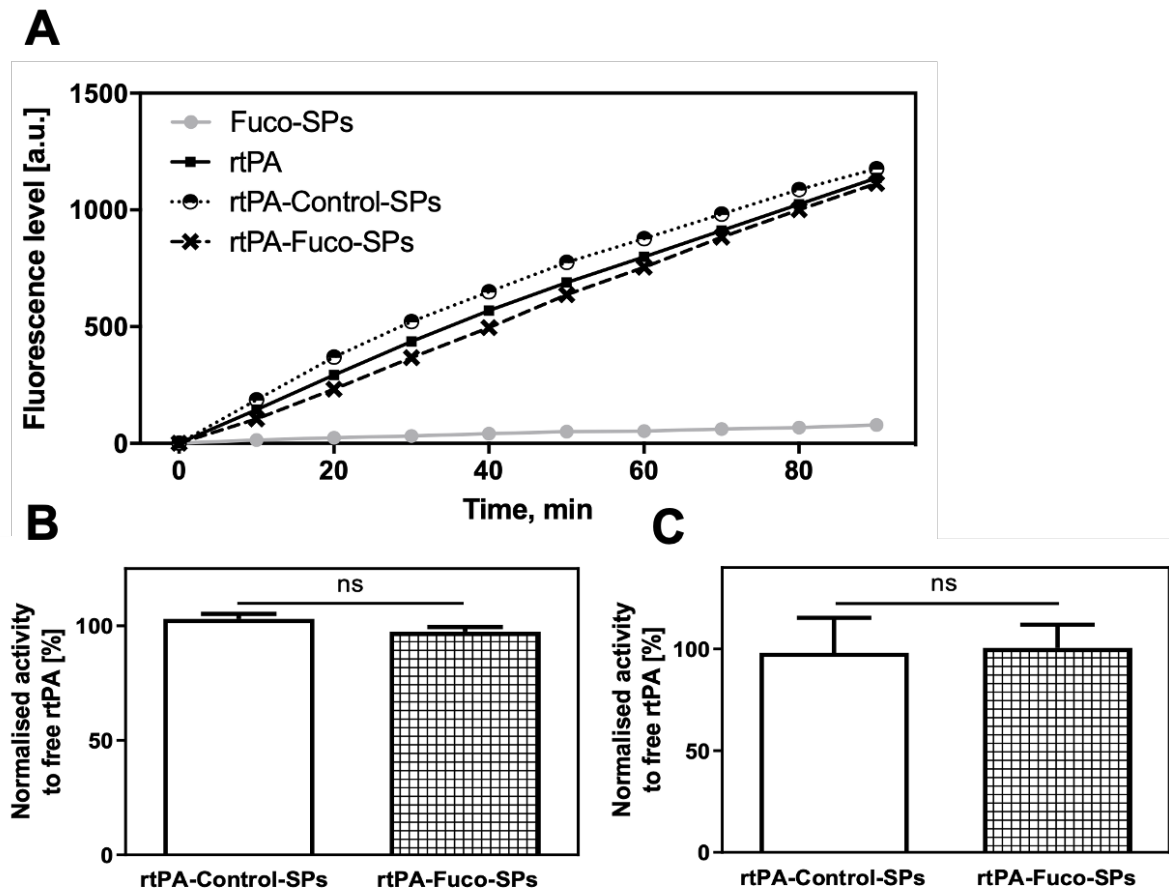 A
Fluorescence level [a.u.]
1500
1000
500
0
Fuco-SPs
rtPA
rtPA-Control-SPs
rtPA-Fuco-SPs
0 20 40 60 80
Time, min
B
Normalised activity
to free rtPA [%]
100
50
0
ns
rtPA-Control-SPs rtPA-Fuco-SPs
C
Normalised activity
to free rtPA [%]
100
50
0
ns
rtPA-Control-SPs rtPA-Fuco-SPs